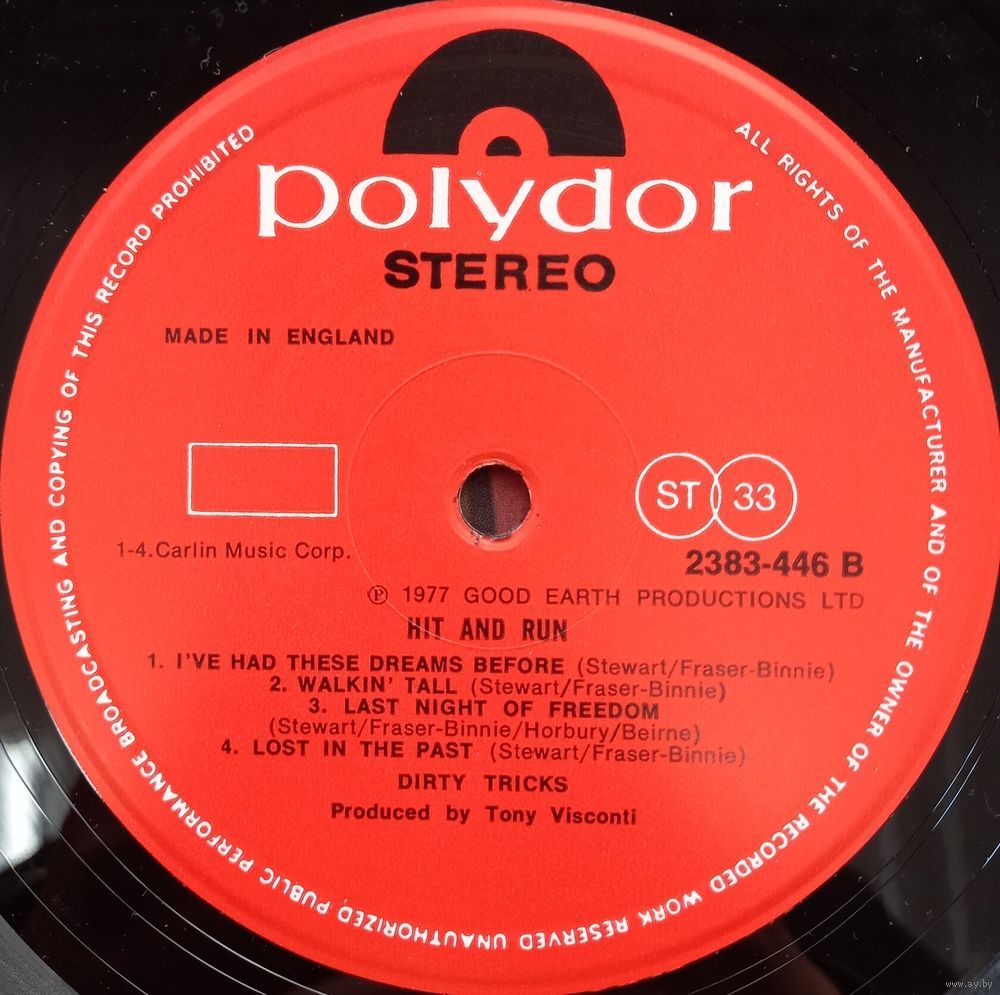 polydor
STEREO
MADE IN ENGLAND
ST 33
1-4.Carlin Music Corp.
2383-446 B
℗ 1977 GOOD EARTH PRODUCTIONS LTD
HIT AND RUN
1. I'VE HAD THESE DREAMS BEFORE (Stewart/Fraser-Binnie)
2. WALKIN' TALL (Stewart/Fraser-Binnie)
3. LAST NIGHT OF FREEDOM
(Stewart/Fraser-Binnie/Horbury/Beirne)
4. LOST IN THE PAST (Stewart/Fraser-Binnie)
DIRTY TRICKS
Produced by Tony Visconti
ALL RIGHTS OF THE MANUFACTURER AND OF THE OWNER OF THE RECORDED WORK RESERVED UNAUTHORIZED PUBLIC PERFORMANCE BROADCASTING AND COPYING OF THIS RECORD PROHIBITED
www.ay.by